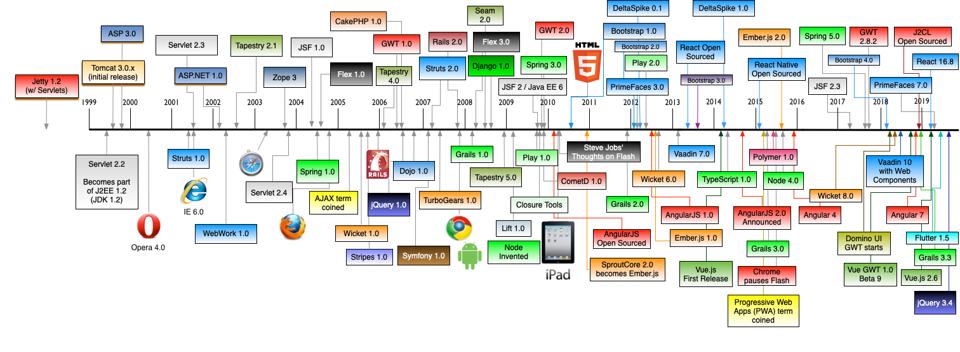 ASP 3.0
Tomcat 3.0.x
(initial release)
Jetty 1.2
(w/ Servlets)
Servlet 2.3
ASP.NET 1.0
Tapestry 2.1
Zope 3
JSF 1.0
CakePHP 1.0
GWT 1.0
Flex 1.0
Tapestry
4.0
Rails 2.0
Struts 2.0
Seam
2.0
Flex 3.0
Django 1.0
GWT 2.0
Spring 3.0
JSF 2 / Java EE 6
HTML
5
DeltaSpike 0.1
Bootstrap 1.0
Bootstrap 2.0
Play 2.0
PrimeFaces 3.0
DeltaSpike 1.0
React Open
Sourced
Bootstrap 3.0
Ember.js 2.0
React Native
Open Sourced
Spring 5.0
JSF 2.3
GWT
2.8.2
Bootstrap 4.0
PrimeFaces 7.0
J2CL
Open Sourced
React 16.8
1999
2000
2001
2002
2003
2004
2005
2006
2007
2008
2009
2010
2011
2012
2013
2014
2015
2016
2017
2018
2019
Servlet 2.2
Becomes part
of J2EE 1.2
(JDK 1.2)
Opera 4.0
Struts 1.0
IE 6.0
WebWork 1.0
Servlet 2.4
Spring 1.0
AJAX term
coined
RAILS
Wicket 1.0
Stripes 1.0
jQuery 1.0
Dojo 1.0
Symfony 1.0
TurboGears 1.0
Grails 1.0
Tapestry 5.0
Play 1.0
Closure Tools
Lift 1.0
Node
Invented
iPad
Steve Jobs'
Thoughts on Flash
CometD 1.0
AngularJS
Open Sourced
Grails 2.0
SproutCore 2.0
becomes Ember.js
Wicket 6.0
AngularJS 1.0
Ember.js 1.0
Vaadin 7.0
TypeScript 1.0
Vue.js
First Release
Polymer 1.0
Node 4.0
AngularJS 2.0
Announced
Grails 3.0
Chrome
pauses Flash
Progressive Web
Apps (PWA) term
coined
Angular 4
Wicket 8.0
Vaadin 10
with Web
Components
Angular 7
Domino UI
GWT starts
Vue GWT 1.0
Beta 9
Flutter 1.5
Grails 3.3
Vue.js 2.6
jQuery 3.4